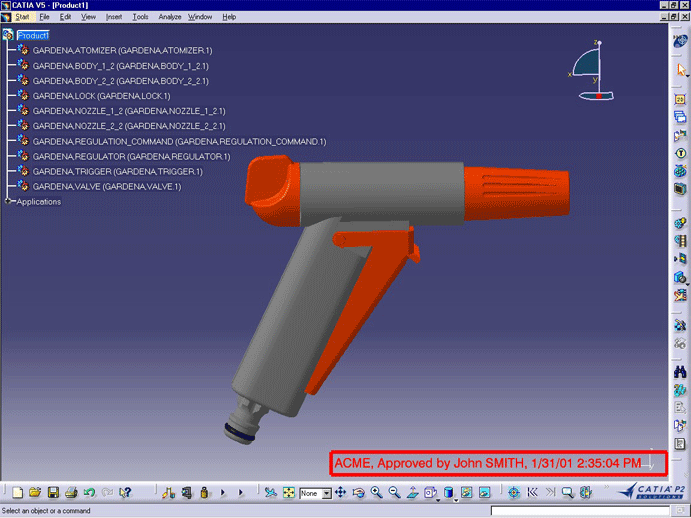 CATIA V5 - [Product1]
Start File Edit View Insert Tools Analyze Window Help
Product1
GARDENA,ATOMIZER (GARDENA,ATOMIZER.1)
GARDENA,BODY_1_2 (GARDENA,BODY_1_2.1)
GARDENA,BODY_2_2 (GARDENA,BODY_2_2.1)
GARDENA,LOCK (GARDENA,LOCK.1)
GARDENA,NOZZLE_1_2 (GARDENA,NOZZLE_1_2.1)
GARDENA,NOZZLE_2_2 (GARDENA,NOZZLE_2_2.1)
GARDENA,REGULATION_COMMAND (GARDENA,REGULATION_COMMAND.1)
GARDENA,REGULATOR (GARDENA,REGULATOR.1)
GARDENA,TRIGGER (GARDENA,TRIGGER.1)
GARDENA,VALVE (GARDENA,VALVE.1)
Applications
z
x
y
ACME, Approved by John SMITH, 1/31/01 2:35:04 PM
None
CATIA P2
Select an object or a command